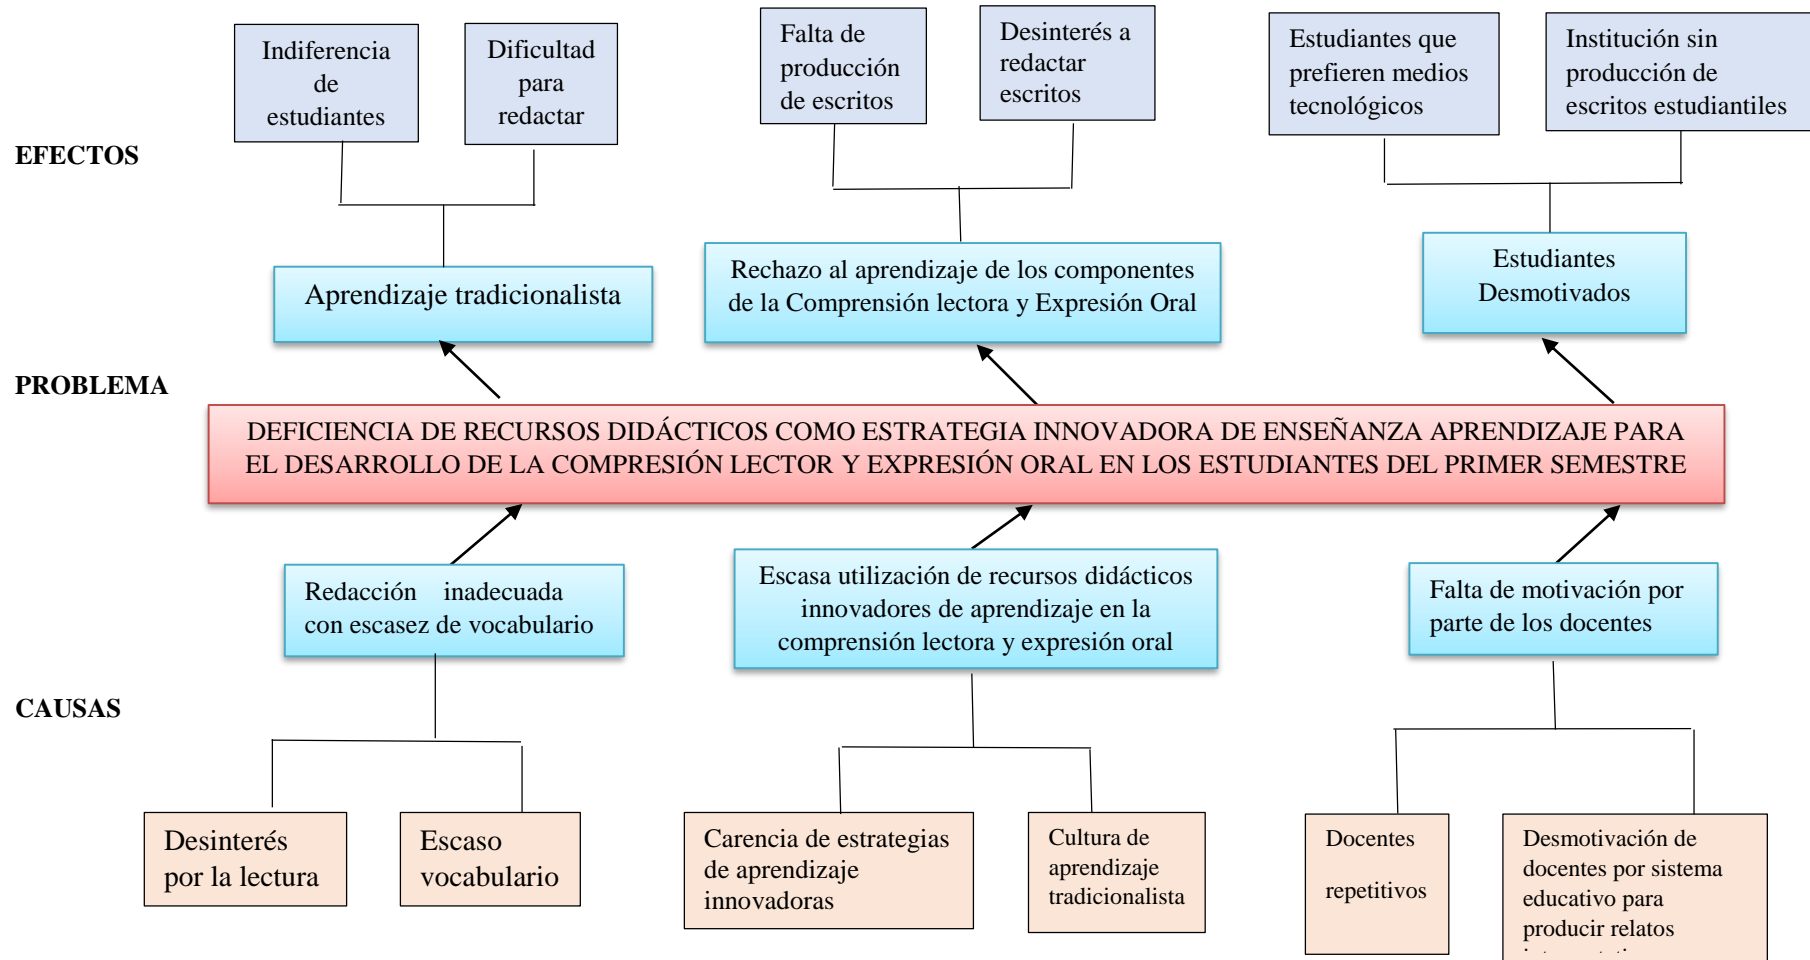 Indiferencia
de
estudiantes
Dificultad
para
redactar
Falta de
producción
de escritos
Desinterés a
redactar
escritos
Estudiantes que
prefieren medios
tecnológicos
Institución sin
producción de
escritos estudiantiles
EFECTOS
Aprendizaje tradicionalista
Rechazo al aprendizaje de los componentes
de la Comprensión lectora y Expresión Oral
Estudiantes
Desmotivados
PROBLEMA
DEFICIENCIA DE RECURSOS DIDÁCTICOS COMO ESTRATEGIA INNOVADORA DE ENSEÑANZA APRENDIZAJE PARA
EL DESARROLLO DE LA COMPRESIÓN LECTOR Y EXPRESIÓN ORAL EN LOS ESTUDIANTES DEL PRIMER SEMESTRE
Redacción inadecuada
con escasez de vocabulario
Escasa utilización de recursos didácticos
innovadores de aprendizaje en la
comprensión lectora y expresión oral
Falta de motivación por
parte de los docentes
CAUSAS
Desinterés
por la lectura
Escaso
vocabulario
Carencia de estrategias
de aprendizaje
innovadoras
Cultura de
aprendizaje
tradicionalista
Docentes
repetitivos
Desmotivación de
docentes por sistema
educativo para
producir relatos